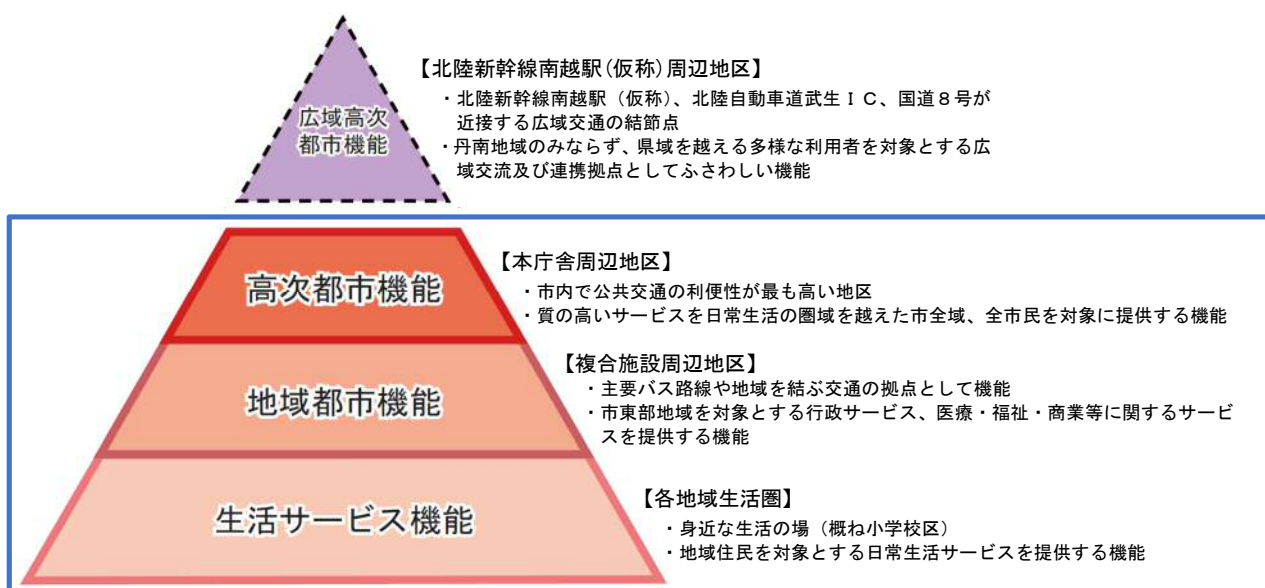 広域高次
都市機能
【北陸新幹線南越駅(仮称)周辺地区】
・北陸新幹線南越駅(仮称)、北陸自動車道武生IC、国道8号が
近接する広域交通の結節点
・丹南地域のみならず、県域を越える多様な利用者を対象とする広
域交流及び連携拠点としてふさわしい機能
高次都市機能
【本庁舎周辺地区】
・市内で公共交通の利便性が最も高い地区
・質の高いサービスを日常生活の圏域を越えた市全域、全市民を対象に提供する機能
地域都市機能
【複合施設周辺地区】
・主要バス路線や地域を結ぶ交通の拠点として機能
・市東部地域を対象とする行政サービス、医療・福祉・商業等に関するサービ
スを提供する機能
生活サービス機能
【各地域生活圏】
・身近な生活の場(概ね小学校区)
・地域住民を対象とする日常生活サービスを提供する機能